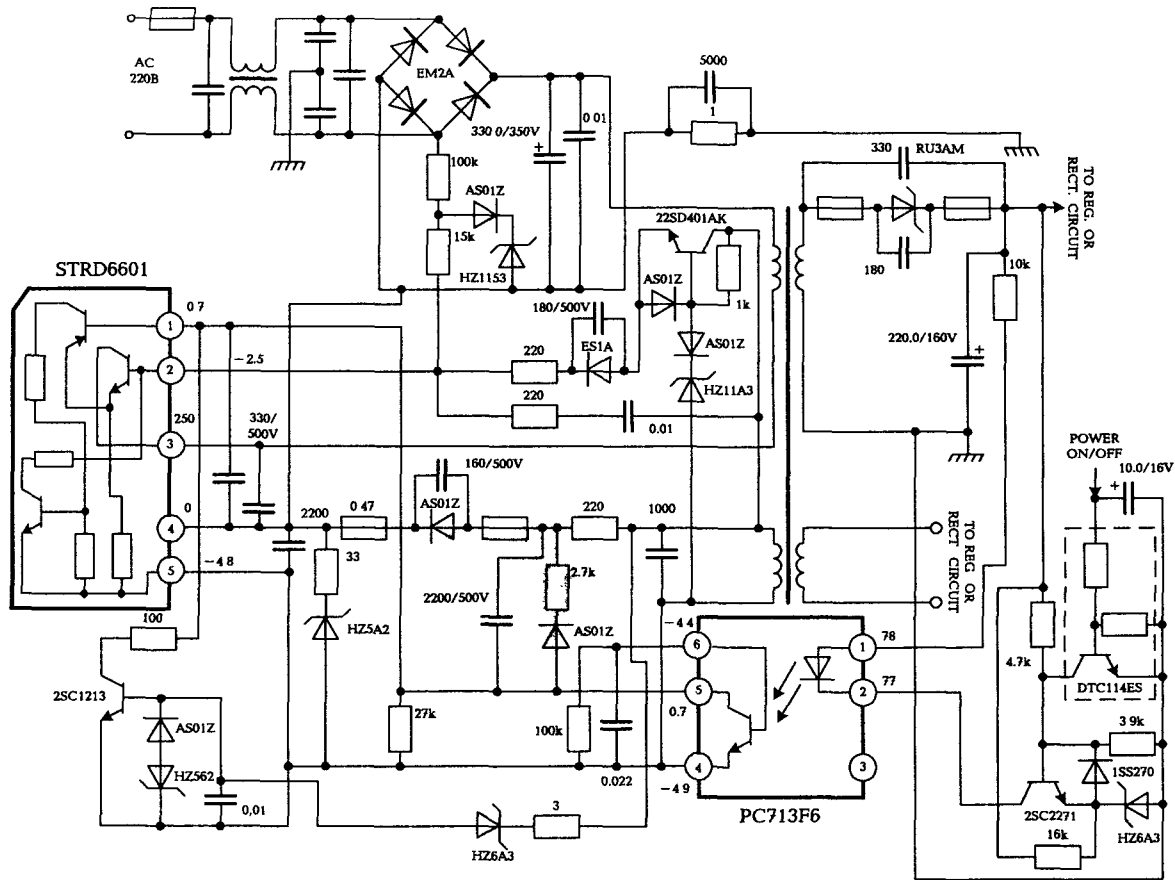 5000
1
AC
220B
EM2A
330 0/350V
0 01
330
RU3AM
TO REG. OR
RECT. CIRCUIT
100k
AS01Z
22SD401AK
15k
STRD6601
HZ1153
180
10k
AS01Z
0 7
180/500V
1k
1
220.0/160V
−2.5
220
ES1A
AS01Z
2
HZ11A3
220
250
330/
500V
0.01
3
POWER
ON/OFF
160/500V
10.0/16V
0
2200
0 47
AS01Z
220
1000
TO REG OR
RECT CIRCUIT
4
33
−4 8
2.7k
5
2200/500V
100
HZ5A2
AS01Z
−4 4
6
1
78
4.7k
2SC1213
5
2
77
DTC114ES
AS01Z
27k
0.7
100k
3 9k
HZ562
4
3
1SS270
0,01
0.022
−4 9
3
PC713F6
2SC2271
HZ6A3
HZ6A3
16k